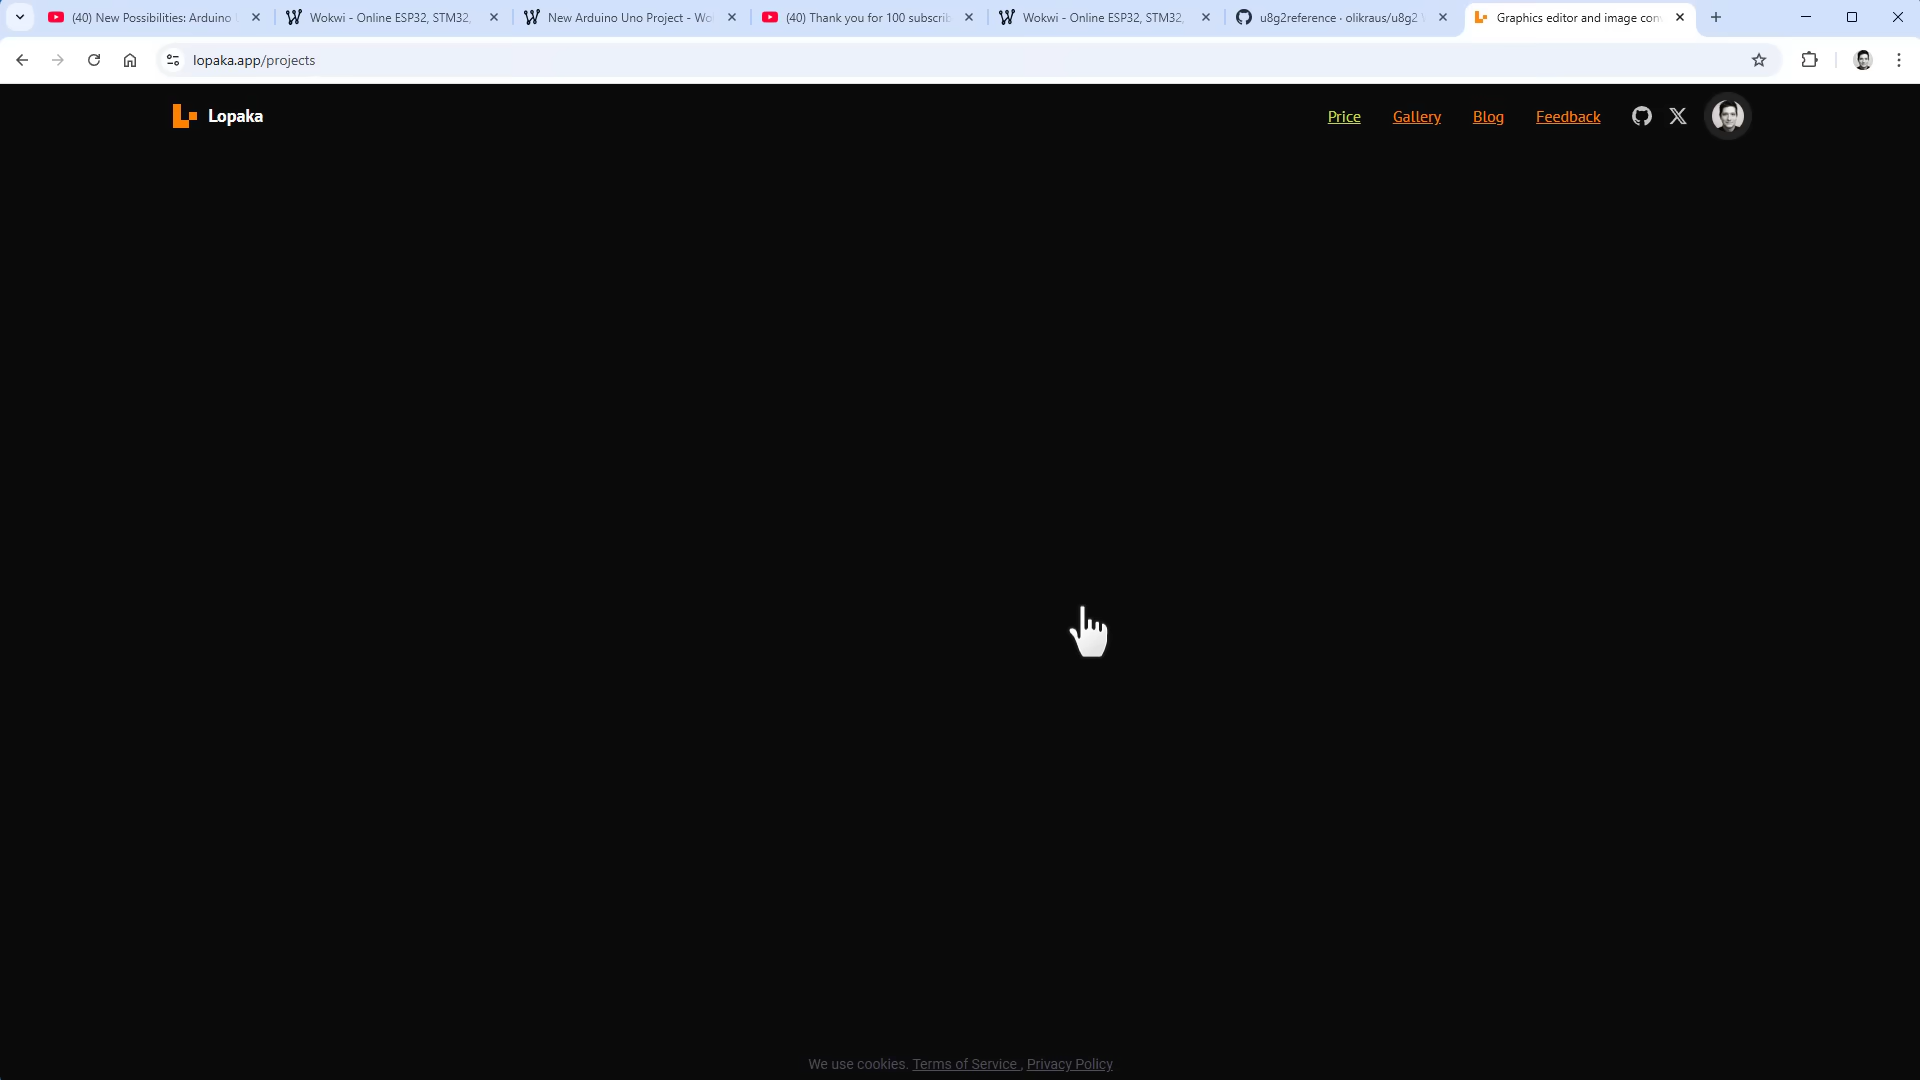 (40) New Possibilities: Arduino
Wokwi - Online ESP32, STM32,
New Arduino Uno Project - Wo
(40) Thank you for 100 subscrib
Wokwi - Online ESP32, STM32,
u8g2reference · olikraus/u8g2
Graphics editor and image con
lopaka.app/projects
Lopaka
Price
Gallery
Blog
Feedback
We use cookies. Terms of Service , Privacy Policy